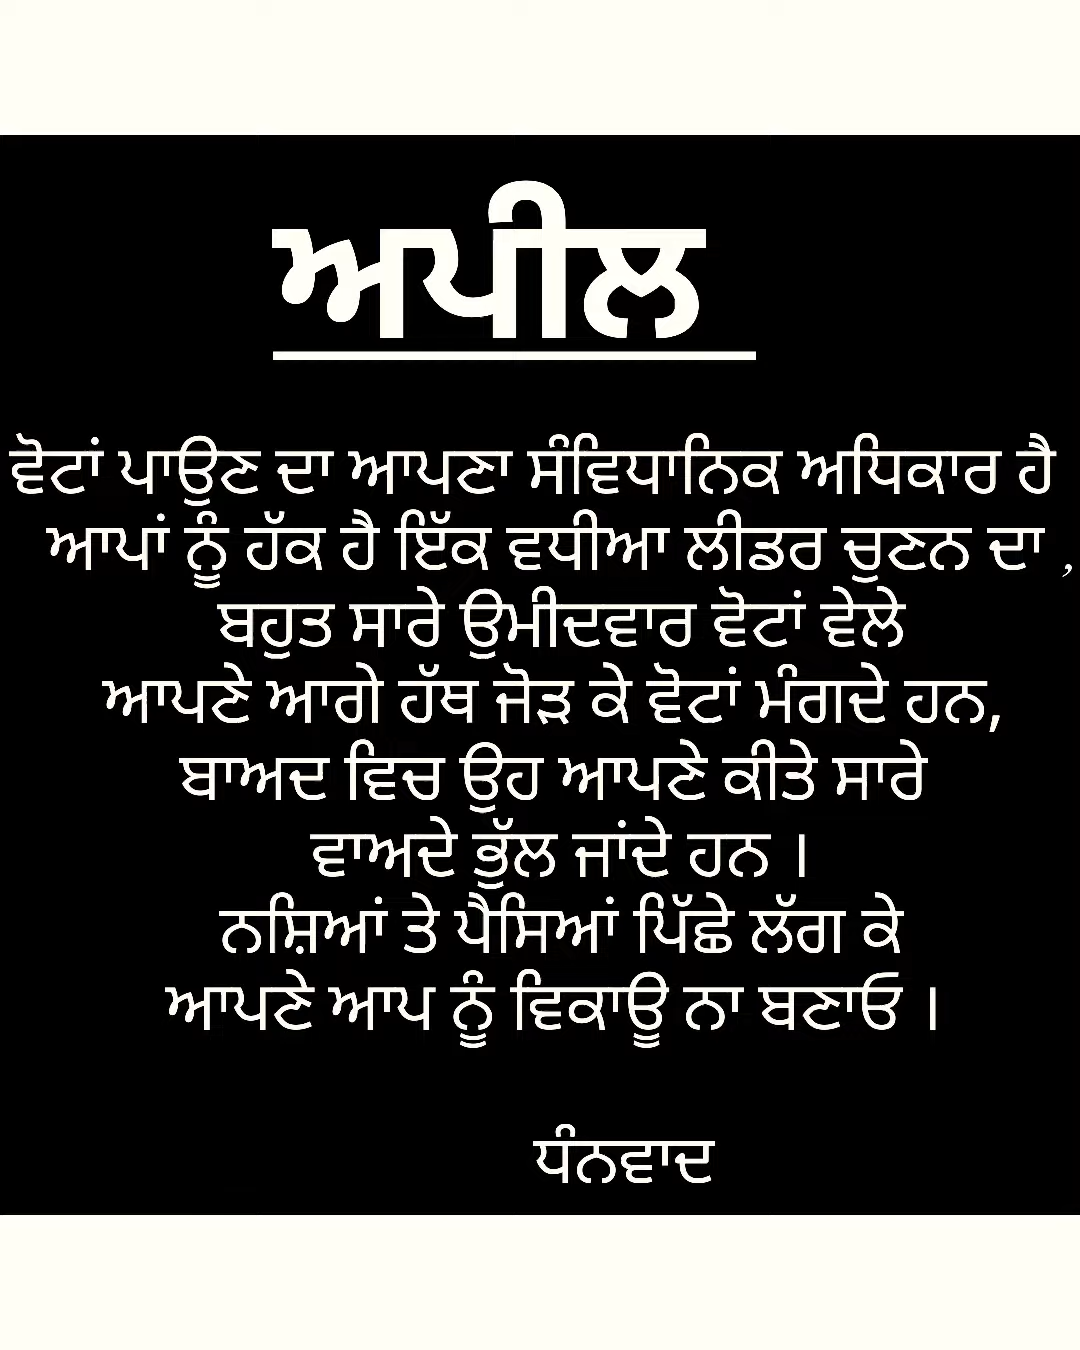 ਅਪੀਲ
ਵੋਟਾਂ ਪਾਉਣ ਦਾ ਆਪਣਾ ਸੰਵਿਧਾਨਿਕ ਅਧਿਕਾਰ ਹੈ
ਆਪਾਂ ਨੂੰ ਹੱਕ ਹੈ ਇੱਕ ਵਧੀਆ ਲੀਡਰ ਚੁਣਨ ਦਾ ,
ਬਹੁਤ ਸਾਰੇ ਉਮੀਦਵਾਰ ਵੋਟਾਂ ਵੇਲੇ
ਆਪਣੇ ਆਗੇ ਹੱਥ ਜੋੜ ਕੇ ਵੋਟਾਂ ਮੰਗਦੇ ਹਨ,
ਬਾਅਦ ਵਿਚ ਉਹ ਆਪਣੇ ਕੀਤੇ ਸਾਰੇ
ਵਾਅਦੇ ਭੁੱਲ ਜਾਂਦੇ ਹਨ ।
ਨਸ਼ਿਆਂ ਤੇ ਪੈਸਿਆਂ ਪਿੱਛੇ ਲੱਗ ਕੇ
ਆਪਣੇ ਆਪ ਨੂੰ ਵਿਕਾਊ ਨਾ ਬਣਾਓ ।
ਧੰਨਵਾਦ